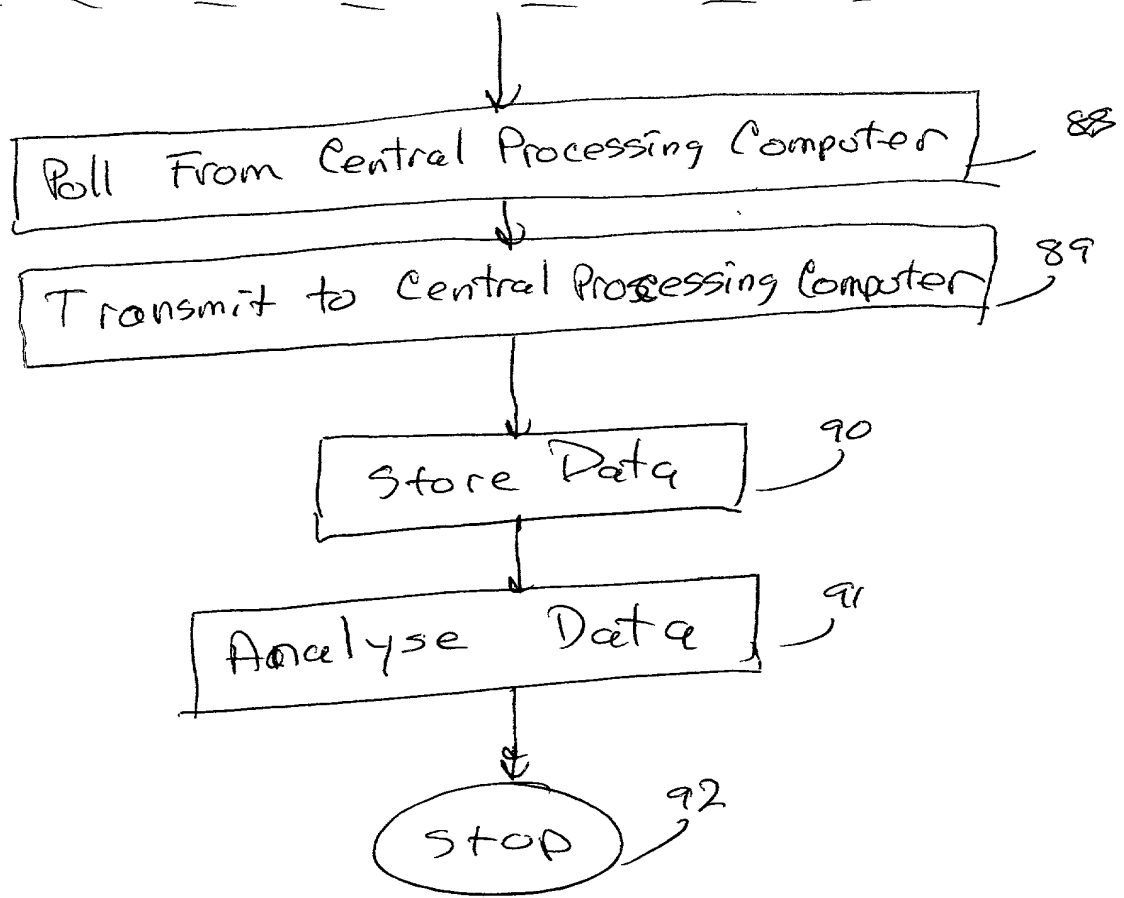 Poll From Central Processing Computer
88
Transmit to Central Processing Computer
89
Store Data
90
Analyse Data
91
Stop
92